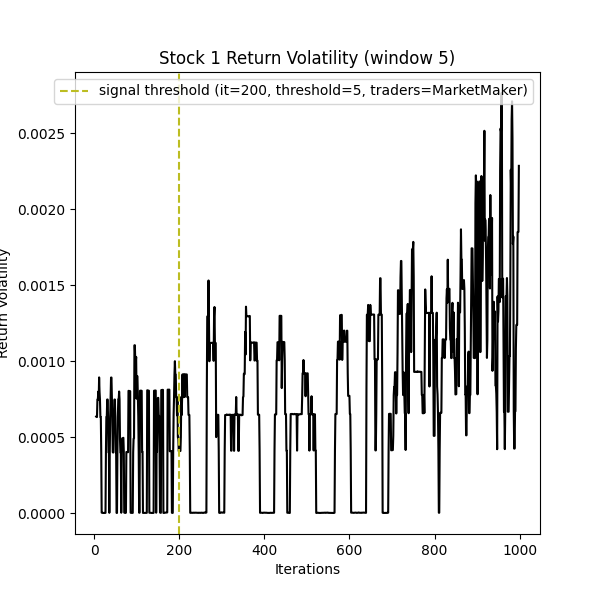 Stock 1 Return Volatility (window 5)
signal threshold (it=200, threshold=5, traders=MarketMaker)
0.0025
0.0020
0.0015
0.0010
0.0005
0.0000
Return Volatility
0 200 400 600 800 1000
Iterations